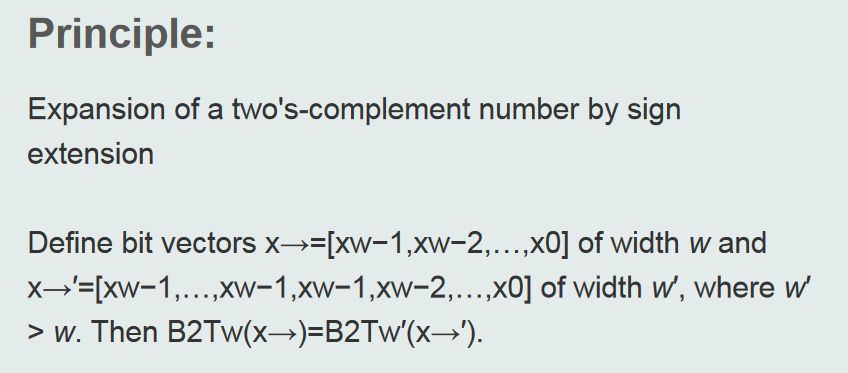 Principle:
Expansion of a two's-complement number by sign
extension
Define bit vectors x→=[xw−1,xw−2,…,x0] of width w and
x→′=[xw−1,…,xw−1,xw−1,xw−2,…,x0] of width w′, where w′
> w. Then B2Tw(x→)=B2Tw′(x→′).